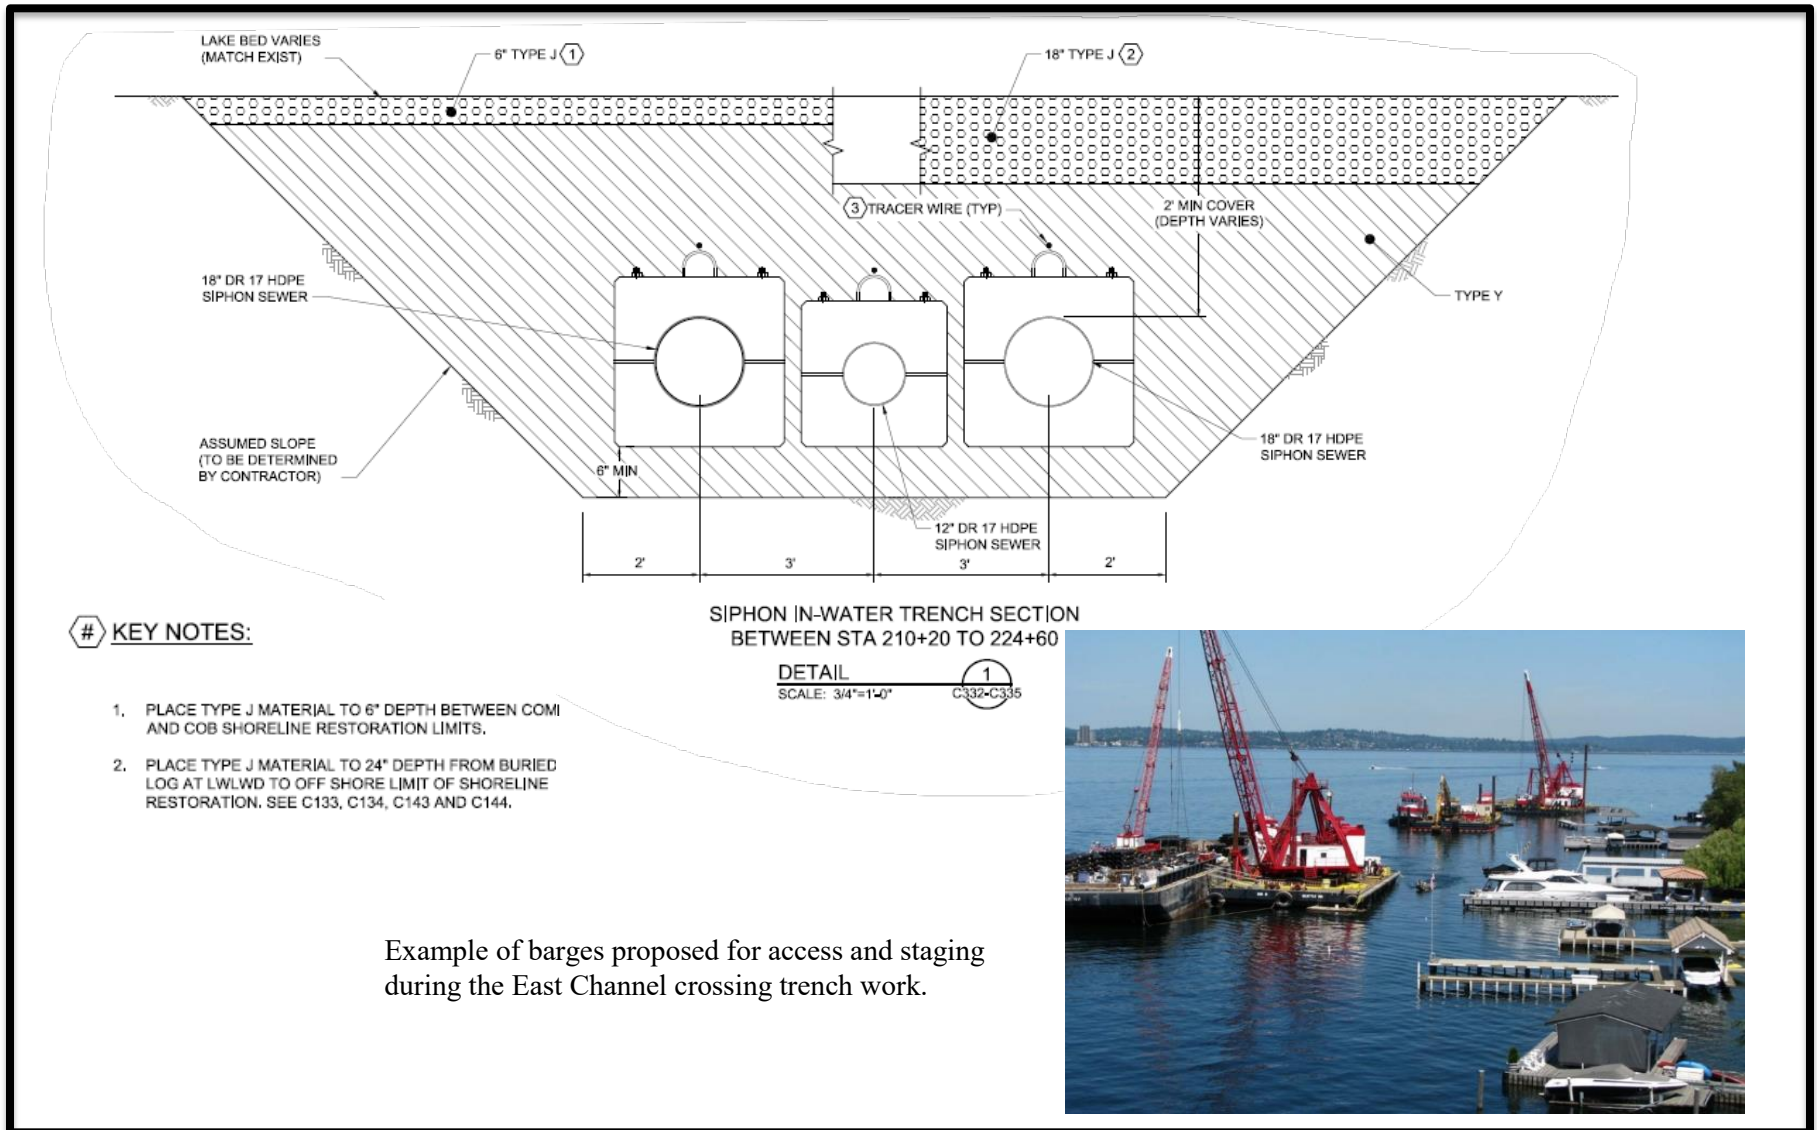 LAKE BED VARIES
(MATCH EXIST)
6" TYPE J 1
18" TYPE J 2
3 TRACER WIRE (TYP)
2' MIN COVER
(DEPTH VARIES)
18" DR 17 HDPE
SIPHON SEWER
TYPE Y
ASSUMED SLOPE
(TO BE DETERMINED
BY CONTRACTOR)
6" MIN
18" DR 17 HDPE
SIPHON SEWER
12" DR 17 HDPE
SIPHON SEWER
2' 3' 3' 2'
SIPHON IN-WATER TRENCH SECTION
BETWEEN STA 210+20 TO 224+60
DETAIL 1
SCALE: 3/4"=1'-0" C332-C335
# KEY NOTES:
1. PLACE TYPE J MATERIAL TO 6" DEPTH BETWEEN COMI
AND COB SHORELINE RESTORATION LIMITS.
2. PLACE TYPE J MATERIAL TO 24" DEPTH FROM BURIED
LOG AT LWLWD TO OFF SHORE LIMIT OF SHORELINE
RESTORATION. SEE C133, C134, C143 AND C144.
Example of barges proposed for access and staging
during the East Channel crossing trench work.